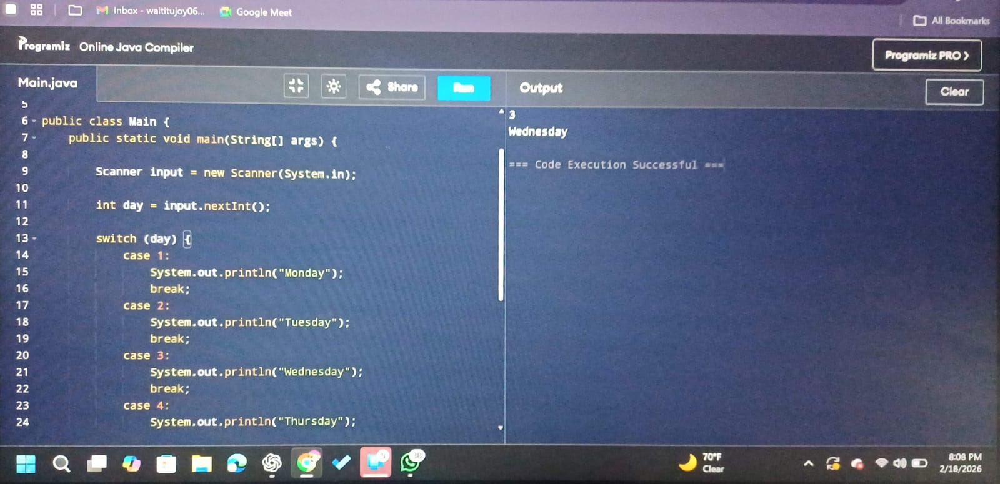 Inbox - waititujoy06...
Google Meet
All Bookmarks
Programiz Online Java Compiler
Programiz PRO >
Main.java
Share
Run
Output
Clear
5
6 public class Main {
7 public static void main(String[] args) {
8
9 Scanner input = new Scanner(System.in);
10
11 int day = input.nextInt();
12
13 switch (day) {
14 case 1:
15 System.out.println("Monday");
16 break;
17 case 2:
18 System.out.println("Tuesday");
19 break;
20 case 3:
21 System.out.println("Wednesday");
22 break;
23 case 4:
24 System.out.println("Thursday");
3
Wednesday
=== Code Execution Successful ===
38
70°F
Clear
8:08 PM
2/18/2026